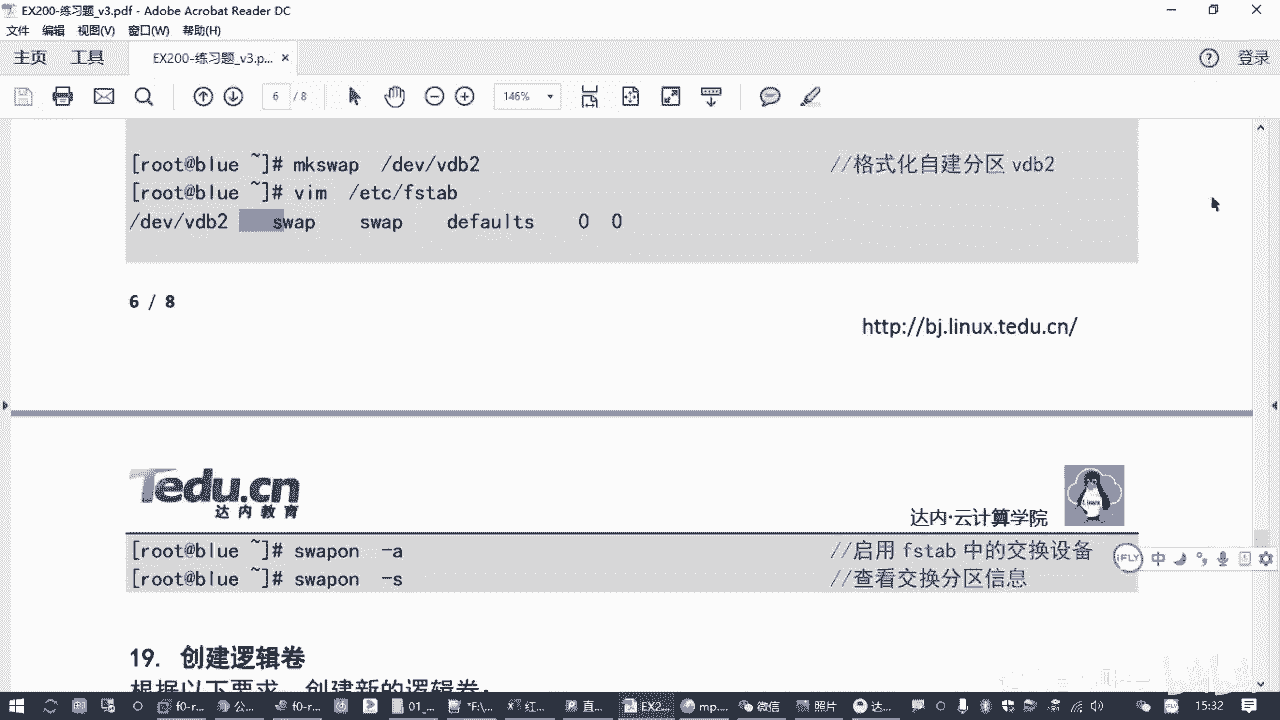 EX200-练习题_v3.pdf - Adobe Acrobat Reader DC
文件 编辑 视图(V) 窗口(W) 帮助(H)
主页 工具 EX200-练习题_v3.p... × 登录
6 / 8 146%
[root@blue ~]# mkswap /dev/vdb2 //格式化自建分区 vdb2
[root@blue ~]# vim /etc/fstab
/dev/vdb2 swap swap defaults 0 0
6 / 8
http://bj.linux.tedu.cn/
Tedu.cn
达内教育
达内·云计算学院
[root@blue ~]# swapon -a //启用 fstab 中的交换设备
[root@blue ~]# swapon -s //查看交换分区信息
iFLY 中
19. 创建逻辑卷
根据以下要求，创建新的逻辑卷：
f0-r... 公... f0-r... 直... 01_... "F:\... 红... 直... EX2... mp.... 微信 照片 达... 15:32